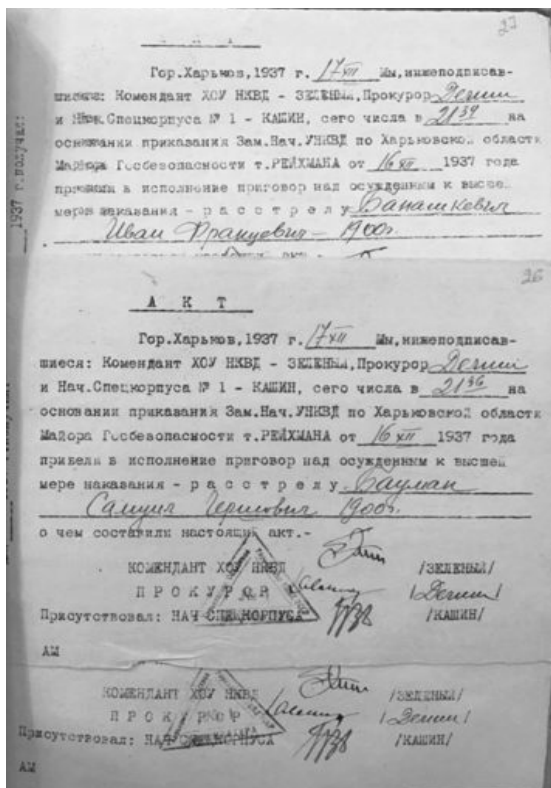 27
А К Т
Гор.Харьков,1937 г. 17 XII Мы,нижеподписав-
шиеся: Комендант ХОУ НКВД - ЗЕЛЕНЫЙ,Прокурор
и Нач.Спецкорпуса № 1 - КАШИН, сего числа в 21 39 на
основании приказания Зам.Нач.УНКВД по Харьковской области
Майора Госбезопасности т.РЕЙХМАНА от 16 XII 1937 года
привели в исполнение приговор над осужденным к высшей
мере наказания - р а с с т р е л у Банашкевич
Иван Францевич - 1900г.
1937 г.получил:
26
А К Т
Гор.Харьков,1937 г. 17 XII Мы,нижеподписав-
шиеся: Комендант ХОУ НКВД - ЗЕЛЕНЫЙ,Прокурор
и Нач.Спецкорпуса № 1 - КАШИН, сего числа в 21 36 на
основании приказания Зам.Нач.УНКВД по Харьковской области
Майора Госбезопасности т.РЕЙХМАНА от 16 XII 1937 года
привели в исполнение приговор над осужденным к высшей
мере наказания - р а с с т р е л у Бауман
Самуил 1900г.
о чем составили настоящий акт.-
КОМЕНДАНТ ХОУ НКВД /ЗЕЛЕНЫЙ/
П Р О К У Р О Р
Присутствовал: НАЧ СПЕЦКОРПУСА /КАШИН/
АМ
КОМЕНДАНТ ХОУ НКВД /ЗЕЛЕНЫЙ/
П Р О К У Р О Р
Присутствовал: НАЧ СПЕЦКОРПУСА /КАШИН/
АМ